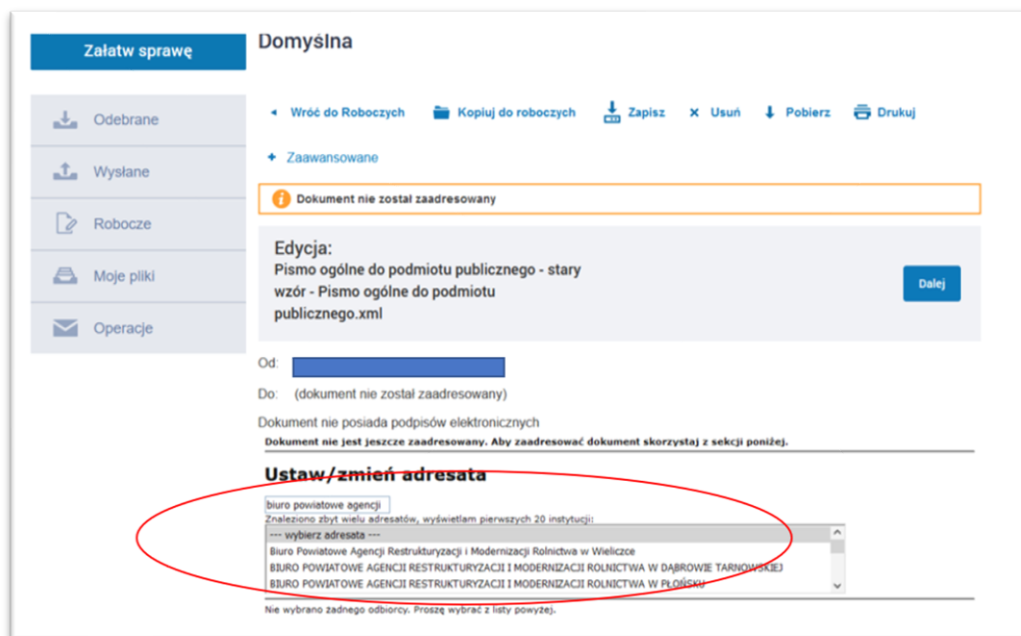 Załatw sprawę
Domyślna
Odebrane
Wysłane
Robocze
Moje pliki
Operacje
Wróć do Roboczych Kopiuj do roboczych Zapisz Usuń Pobierz Drukuj
Zaawansowane
Dokument nie został zaadresowany
Edycja:
Pismo ogólne do podmiotu publicznego - stary
wzór - Pismo ogólne do podmiotu
publicznego.xml
Dalej
Od:
Do: (dokument nie został zaadresowany)
Dokument nie posiada podpisów elektronicznych
Dokument nie jest jeszcze zaadresowany. Aby zaadresować dokument skorzystaj z sekcji poniżej.
Ustaw/zmień adresata
biuro powiatowe agencji
Znaleziono zbyt wielu adresatów, wyświetlam pierwszych 20 instytucji:
--- wybierz adresata ---
Biuro Powiatowe Agencji Restrukturyzacji i Modernizacji Rolnictwa w Wieliczce
BIURO POWIATOWE AGENCJI RESTRUKTURYZACJI I MODERNIZACJI ROLNICTWA W DĄBROWIE TARNOWSKIEJ
BIURO POWIATOWE AGENCJI RESTRUKTURYZACJI I MODERNIZACJI ROLNICTWA W PŁOŃSKU
Nie wybrano żadnego odbiorcy. Proszę wybrać z listy powyżej.